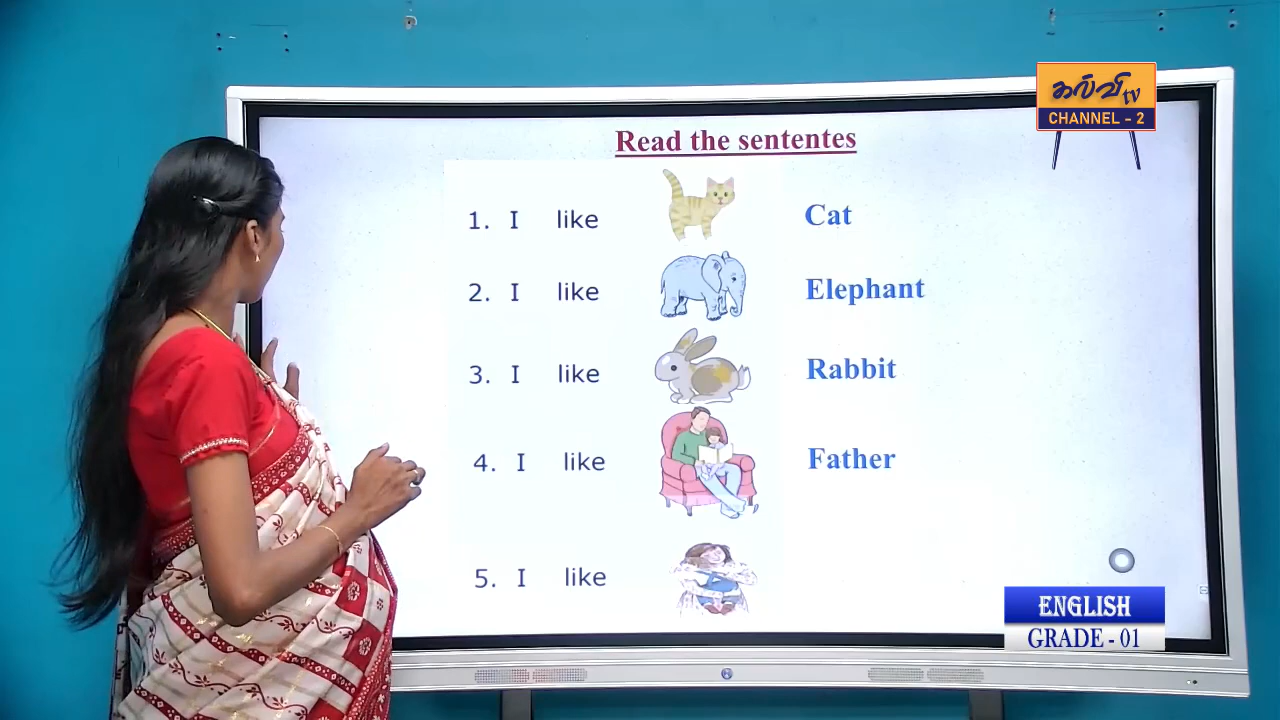 கல்வி tv
CHANNEL - 2
Read the sententes
1. I like Cat
2. I like Elephant
3. I like Rabbit
4. I like Father
5. I like
ENGLISH
GRADE - 01